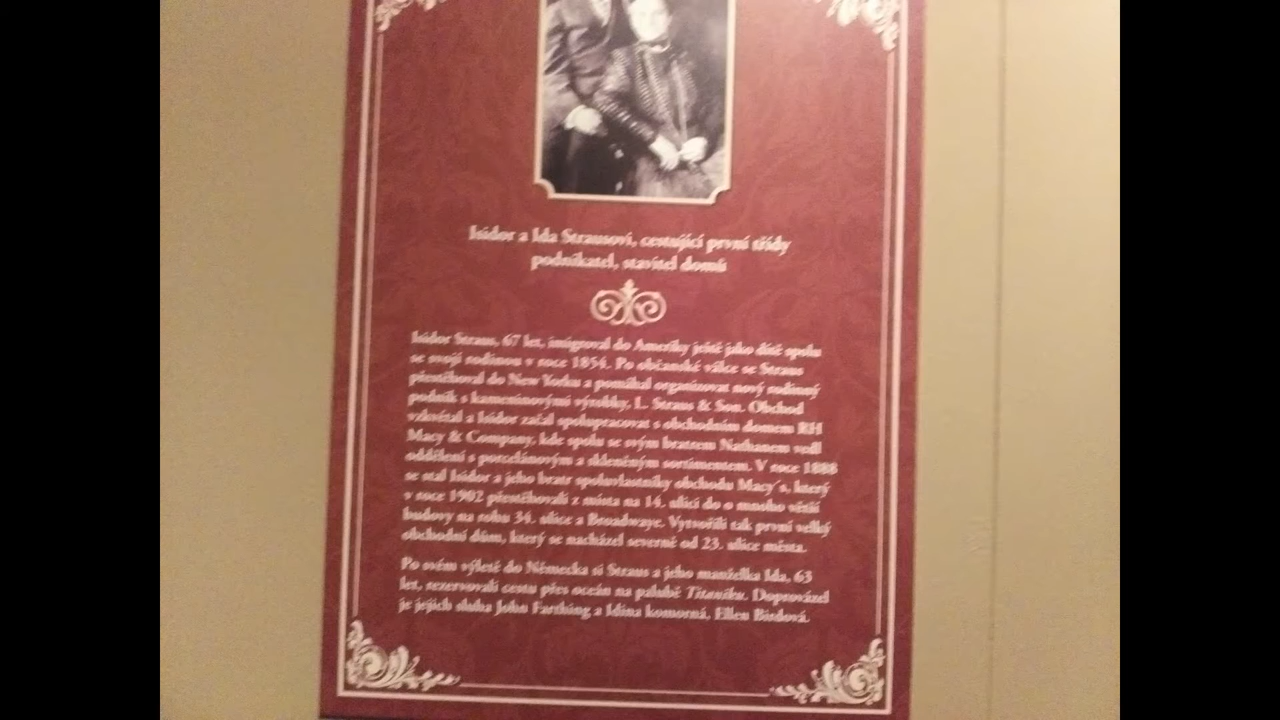 Isidor a Ida Strausovi, cestující první třídy
podnikatel, stavitel domů
Isidor Straus, 67 let, imigroval do Ameriky ještě jako dítě spolu
se svojí rodinou v roce 1854. Po občanské válce se Straus
přestěhoval do New Yorku a pomáhal organizovat nový rodinný
podnik s kameninovými výrobky, L. Straus & Son. Obchod
vzkvétal a Isidor začal spolupracovat s obchodním domem RH
Macy & Company, kde spolu se svým bratrem Nathanem vedl
oddělení s porcelánovým a skleněným sortimentem. V roce 1888
se stal Isidor a jeho bratr spoluvlastníky obchodu Macy's, který
v roce 1902 přestěhovali z místa na 14. ulici do o mnoho větší
budovy na rohu 34. ulice a Broadwaye. Vytvořili tak první velký
obchodní dům, který se nacházel severně od 23. ulice města.
Po svém výletě do Německa si Straus a jeho manželka Ida, 63
let, rezervovali cestu přes oceán na palubě Titaniku. Doprovázel
je jejich sluha John Farthing a Idina komorná, Ellen Birdová.